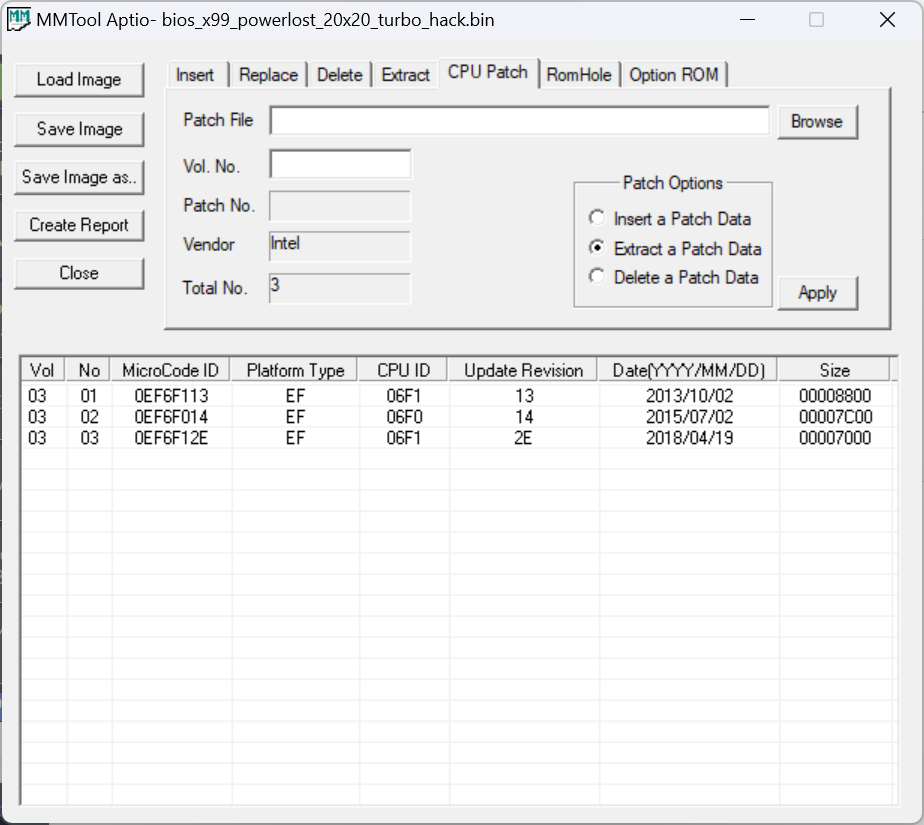 MMTool Aptio- bios_x99_powerlost_20x20_turbo_hack.bin
Load Image
Save Image
Save Image as..
Create Report
Close
Insert Replace Delete Extract CPU Patch RomHole Option ROM
Patch File Browse
Vol. No.
Patch No.
Vendor Intel
Total No. 3
Patch Options
Insert a Patch Data
Extract a Patch Data
Delete a Patch Data
Apply
Vol No MicroCode ID Platform Type CPU ID Update Revision Date(YYYY/MM/DD) Size
03 01 0EF6F113 EF 06F1 13 2013/10/02 00008800
03 02 0EF6F014 EF 06F0 14 2015/07/02 00007C00
03 03 0EF6F12E EF 06F1 2E 2018/04/19 00007000